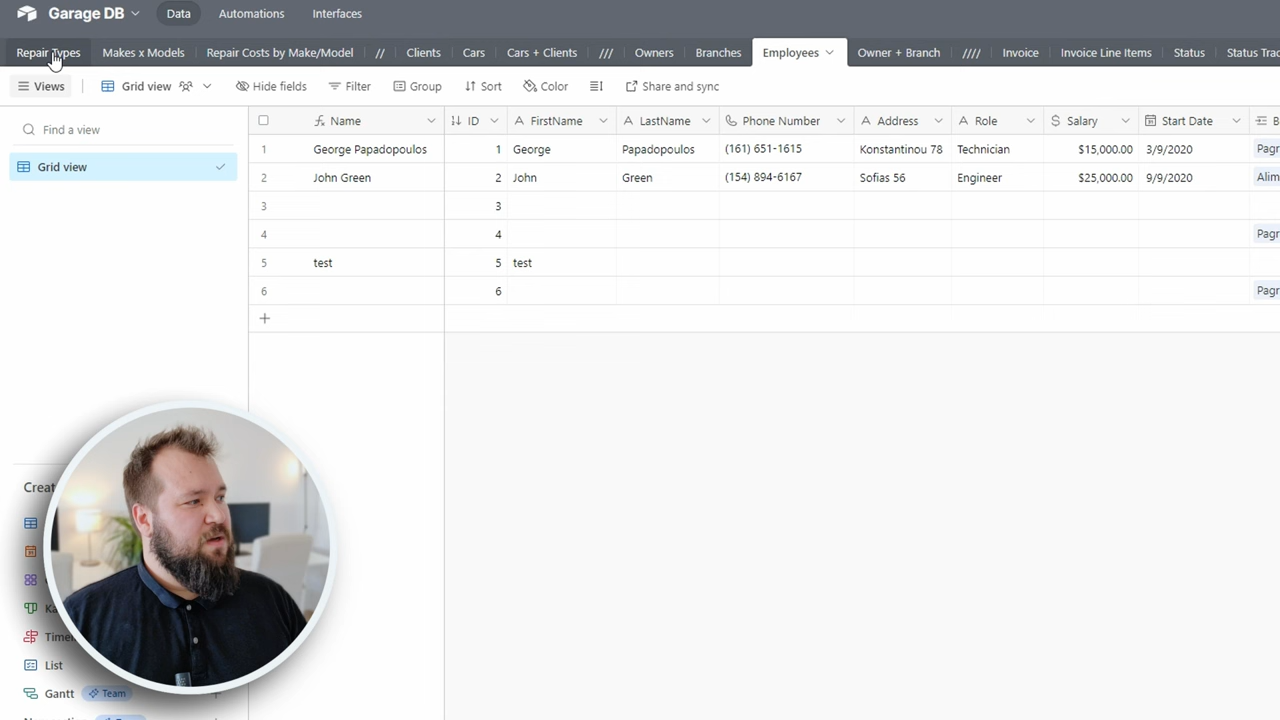 Garage DB Data Automations Interfaces
Repair Types Makes x Models Repair Costs by Make/Model // Clients Cars Cars + Clients /// Owners Branches Employees Owner + Branch //// Invoice Invoice Line Items Status Status Trac
Views Grid view Hide fields Filter Group Sort Color Share and sync
Find a view
Grid view
Name ID FirstName LastName Phone Number Address Role Salary Start Date B
1 George Papadopoulos 1 George Papadopoulos (161) 651-1615 Konstantinou 78 Technician $15,000.00 3/9/2020 Pagr
2 John Green 2 John Green (154) 894-6167 Sofias 56 Engineer $25,000.00 9/9/2020 Alim
3 3
4 4 Pagr
5 test 5 test
6 6 Pagr
+
Creat
Ka
Time
List
Gantt Team +